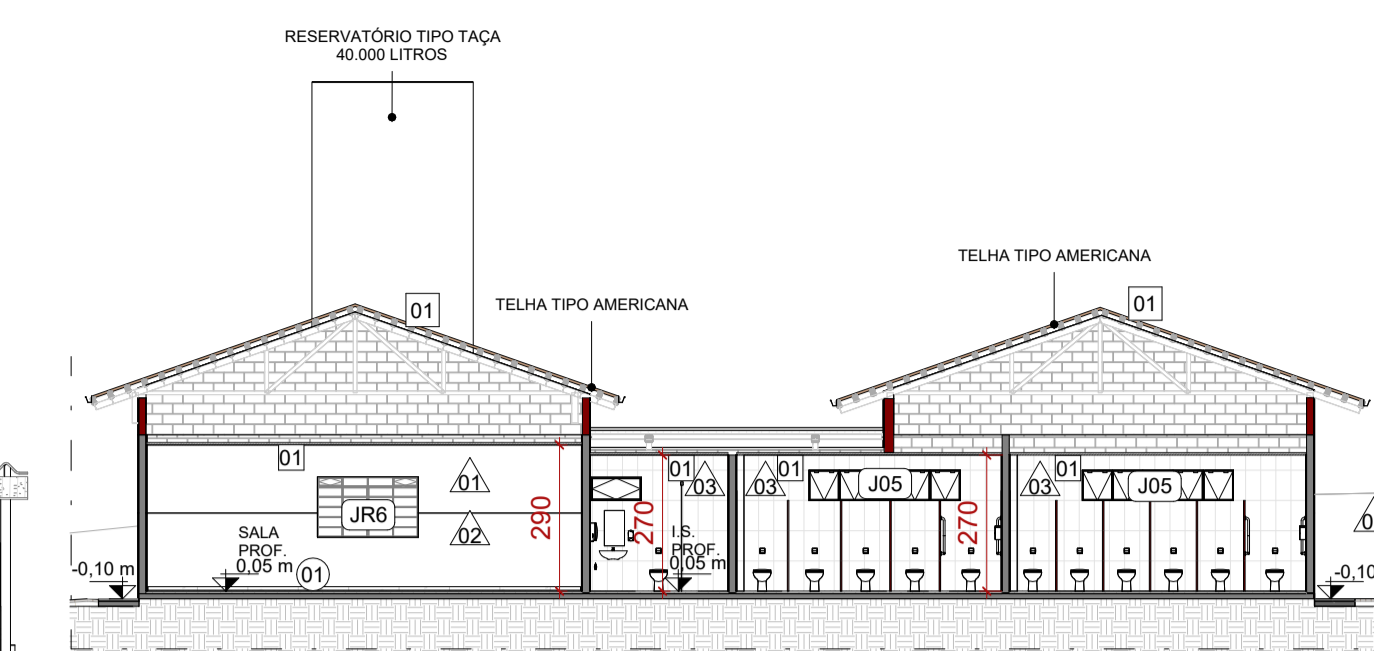 RESERVATÓRIO TIPO TAÇA
40.000 LITROS
TELHA TIPO AMERICANA
01
TELHA TIPO AMERICANA
01
01
01
02
JR6
290
SALA
PROF.
0,05 m
01
-0,10 m
270
01
03
I.S.
PROF.
0,05 m
03
01
J05
270
03
01
J05
-0,10